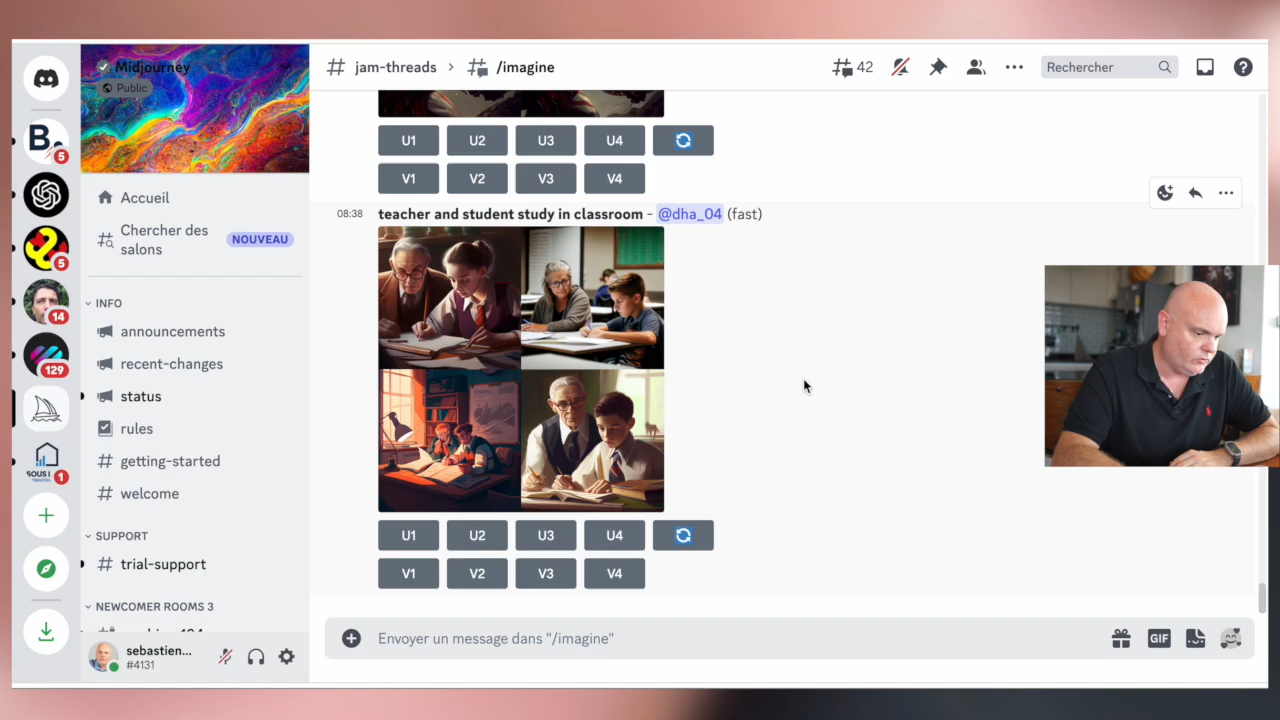 Midjourney
Public
# jam-threads > /imagine
42
Rechercher
B.
5
5
14
129
SOUS 1
1
Accueil
Chercher des
salons
NOUVEAU
INFO
announcements
recent-changes
status
rules
getting-started
welcome
SUPPORT
trial-support
NEWCOMER ROOMS 3
sebastien...
#4131
U1 U2 U3 U4
V1 V2 V3 V4
08:38 teacher and student study in classroom - @dha_04 (fast)
U1 U2 U3 U4
V1 V2 V3 V4
Envoyer un message dans "/imagine"
GIF